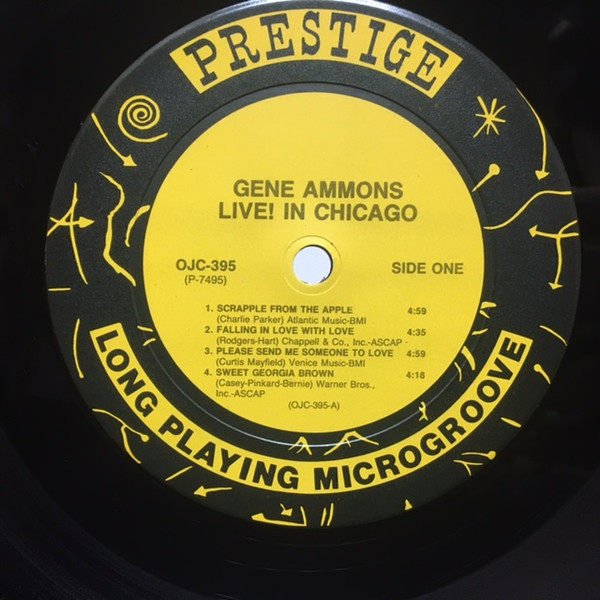 PRESTIGE
GENE AMMONS
LIVE! IN CHICAGO
OJC-395
(P-7495)
SIDE ONE
1. SCRAPPLE FROM THE APPLE 4:59
(Charlie Parker) Atlantic Music-BMI
2. FALLING IN LOVE WITH LOVE 4:35
(Rodgers-Hart) Chappell & Co., Inc.-ASCAP
3. PLEASE SEND ME SOMEONE TO LOVE 4:59
(Curtis Mayfield) Venice Music-BMI
4. SWEET GEORGIA BROWN 4:18
(Casey-Pinkard-Bernie) Warner Bros.,
Inc.-ASCAP
(OJC-395-A)
LONG PLAYING MICROGROOVE